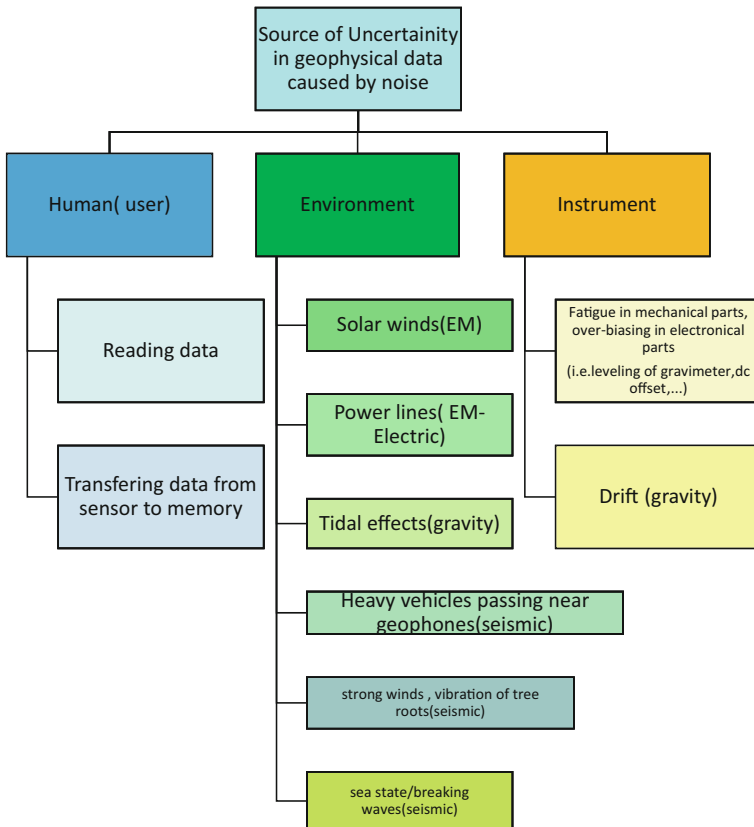 Source of Uncertainity
in geophysical data
caused by noise
Human( user)
Environment
Instrument
Reading data
Transfering data from
sensor to memory
Solar winds(EM)
Power lines( EM-
Electric)
Tidal effects(gravity)
Heavy vehicles passing near
geophones(seismic)
strong winds , vibration of tree
roots(seismic)
sea state/breaking
waves(seismic)
Fatigue in mechanical parts,
over-biasing in electronical
parts
(i.e.leveling of gravimeter,dc
offset,...)
Drift (gravity)